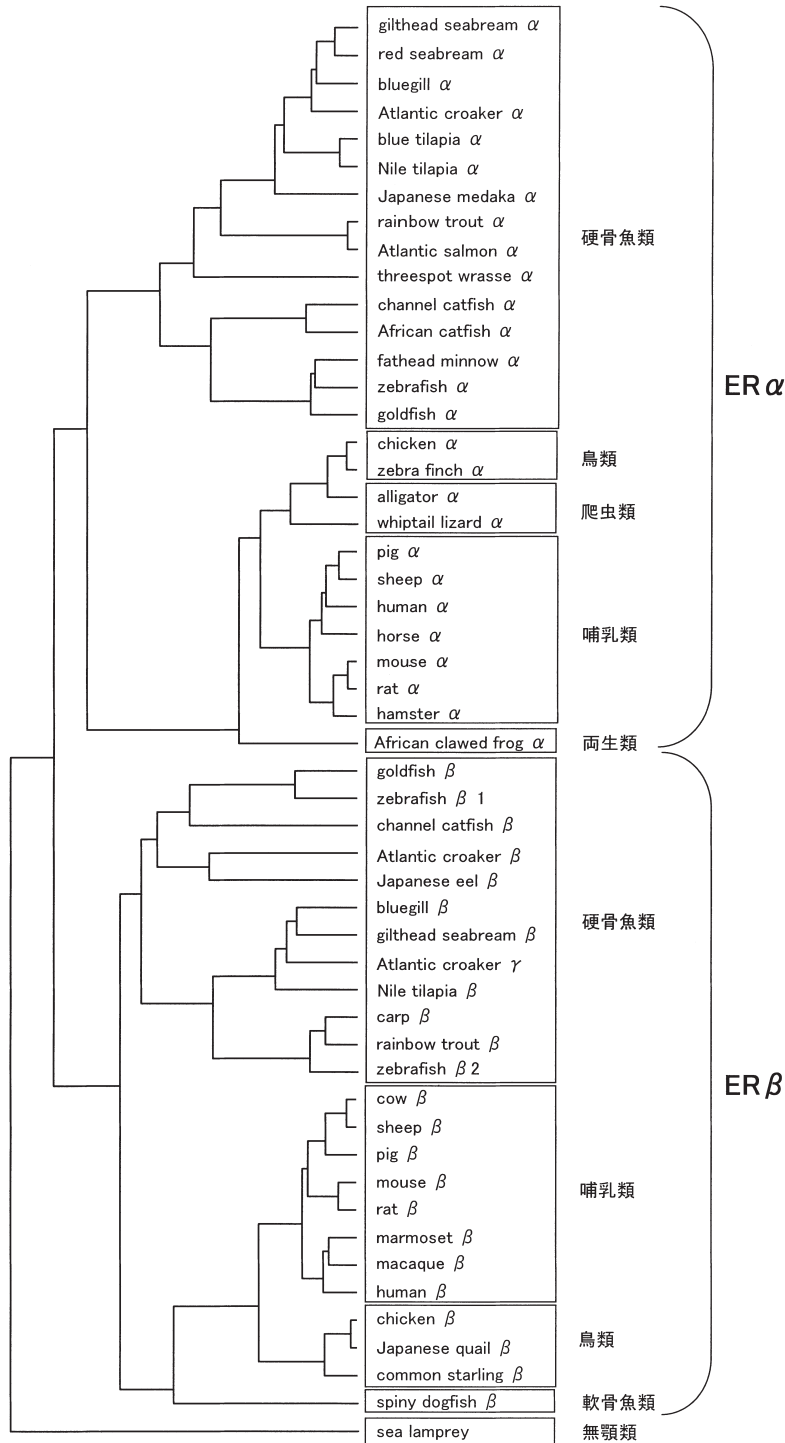 gilthead seabream α
red seabream α
bluegill α
Atlantic croaker α
blue tilapia α
Nile tilapia α
Japanese medaka α
rainbow trout α
硬骨魚類
Atlantic salmon α
threespot wrasse α
channel catfish α
African catfish α
fathead minnow α
zebrafish α
ERα
goldfish α
chicken α
鳥類
zebra finch α
alligator α
爬虫類
whiptail lizard α
pig α
sheep α
human α
horse α
哺乳類
mouse α
rat α
hamster α
African clawed frog α
両生類
goldfish β
zebrafish β 1
channel catfish β
Atlantic croaker β
Japanese eel β
bluegill β
硬骨魚類
gilthead seabream β
Atlantic croaker γ
Nile tilapia β
carp β
rainbow trout β
zebrafish β2
ERβ
cow β
sheep β
pig β
mouse β
哺乳類
rat β
marmoset β
macaque β
human β
chicken β
鳥類
Japanese quail β
common starling β
spiny dogfish β
軟骨魚類
sea lamprey
無顎類